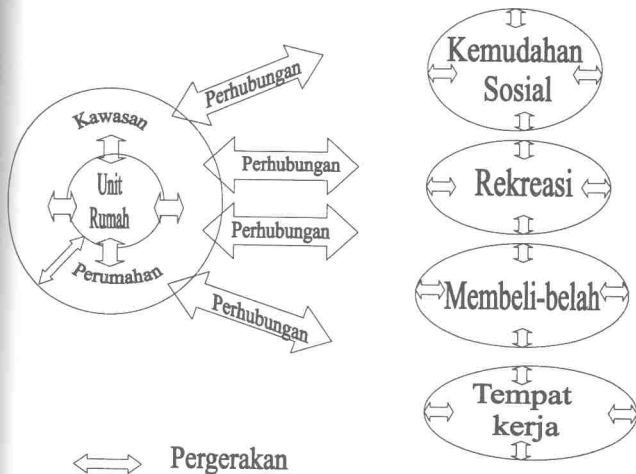 Kawasan
Unit
Rumah
Perumahan
Perhubungan
Perhubungan
Perhubungan
Perhubungan
Kemudahan
Sosial
Rekreasi
Membeli-belah
Tempat
kerja
Pergerakan